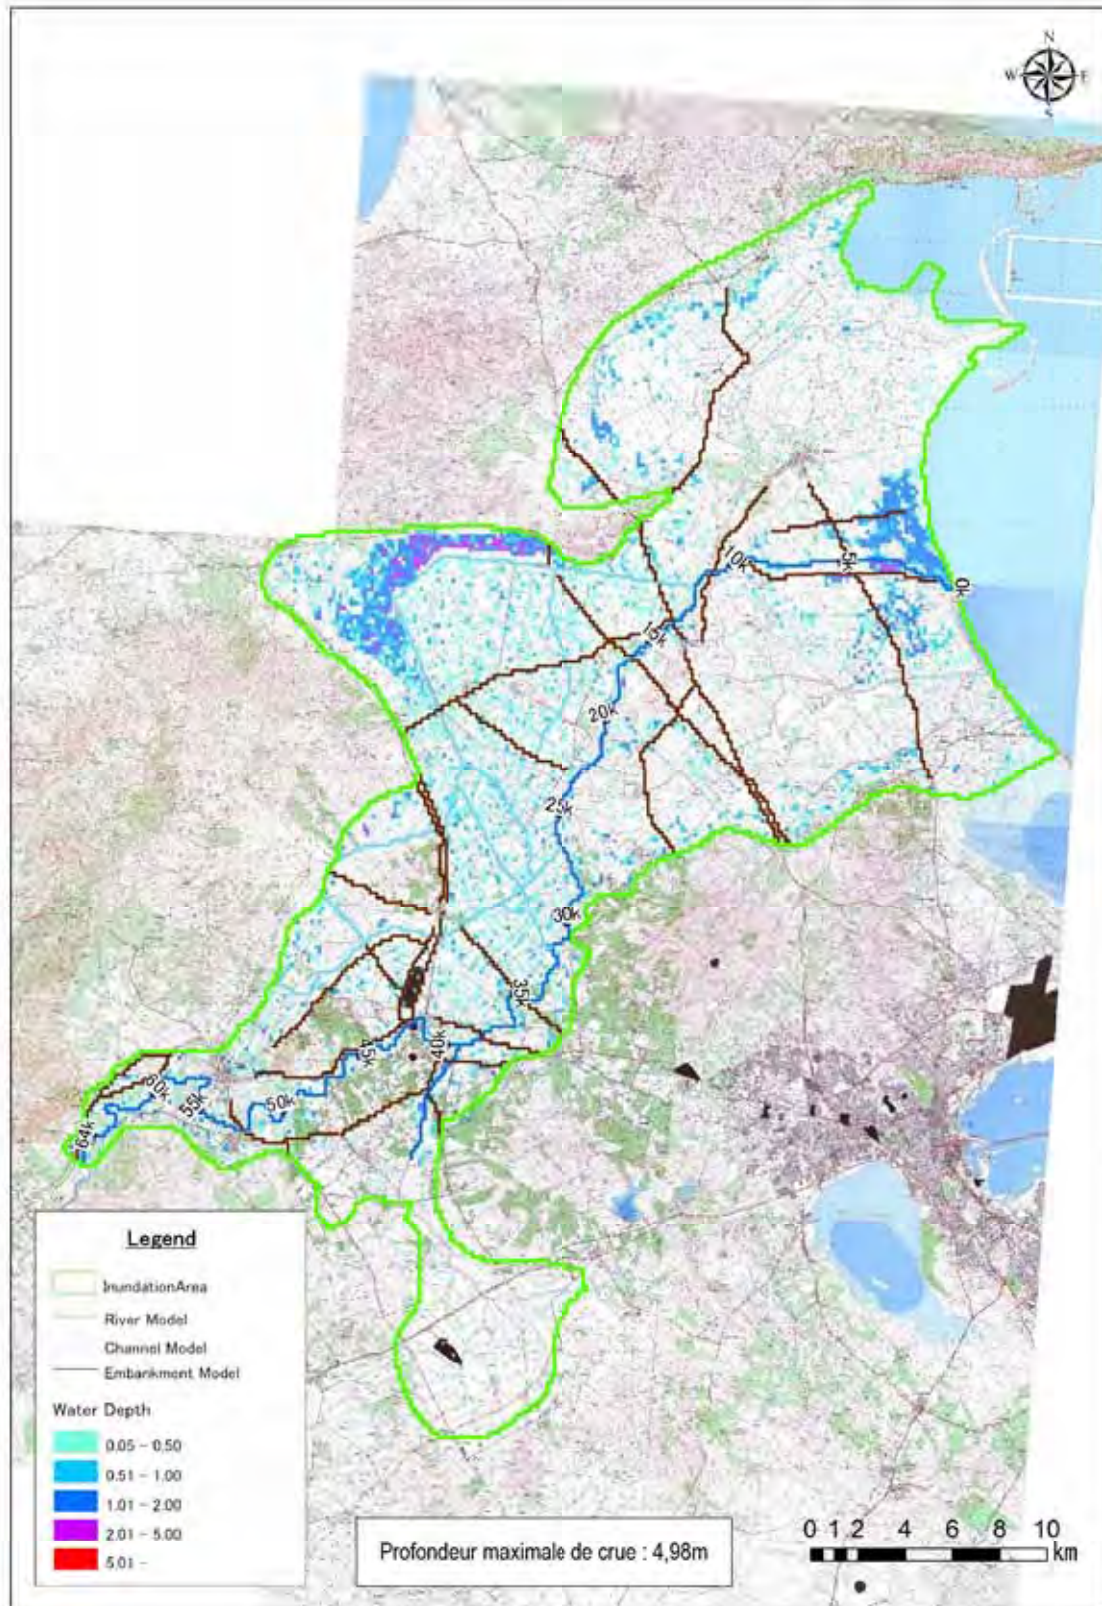 N
W E
S
10k
5k
0k
15k
20k
25k
30k
35k
40k
45k
50k
55k
60k
64k
Legend
InundationArea
River Model
Channel Model
Embankment Model
Water Depth
0.05 - 0.50
0.51 - 1.00
1.01 - 2.00
2.01 - 5.00
5.01 -
Profondeur maximale de crue : 4,98m
0 1 2 4 6 8 10
km